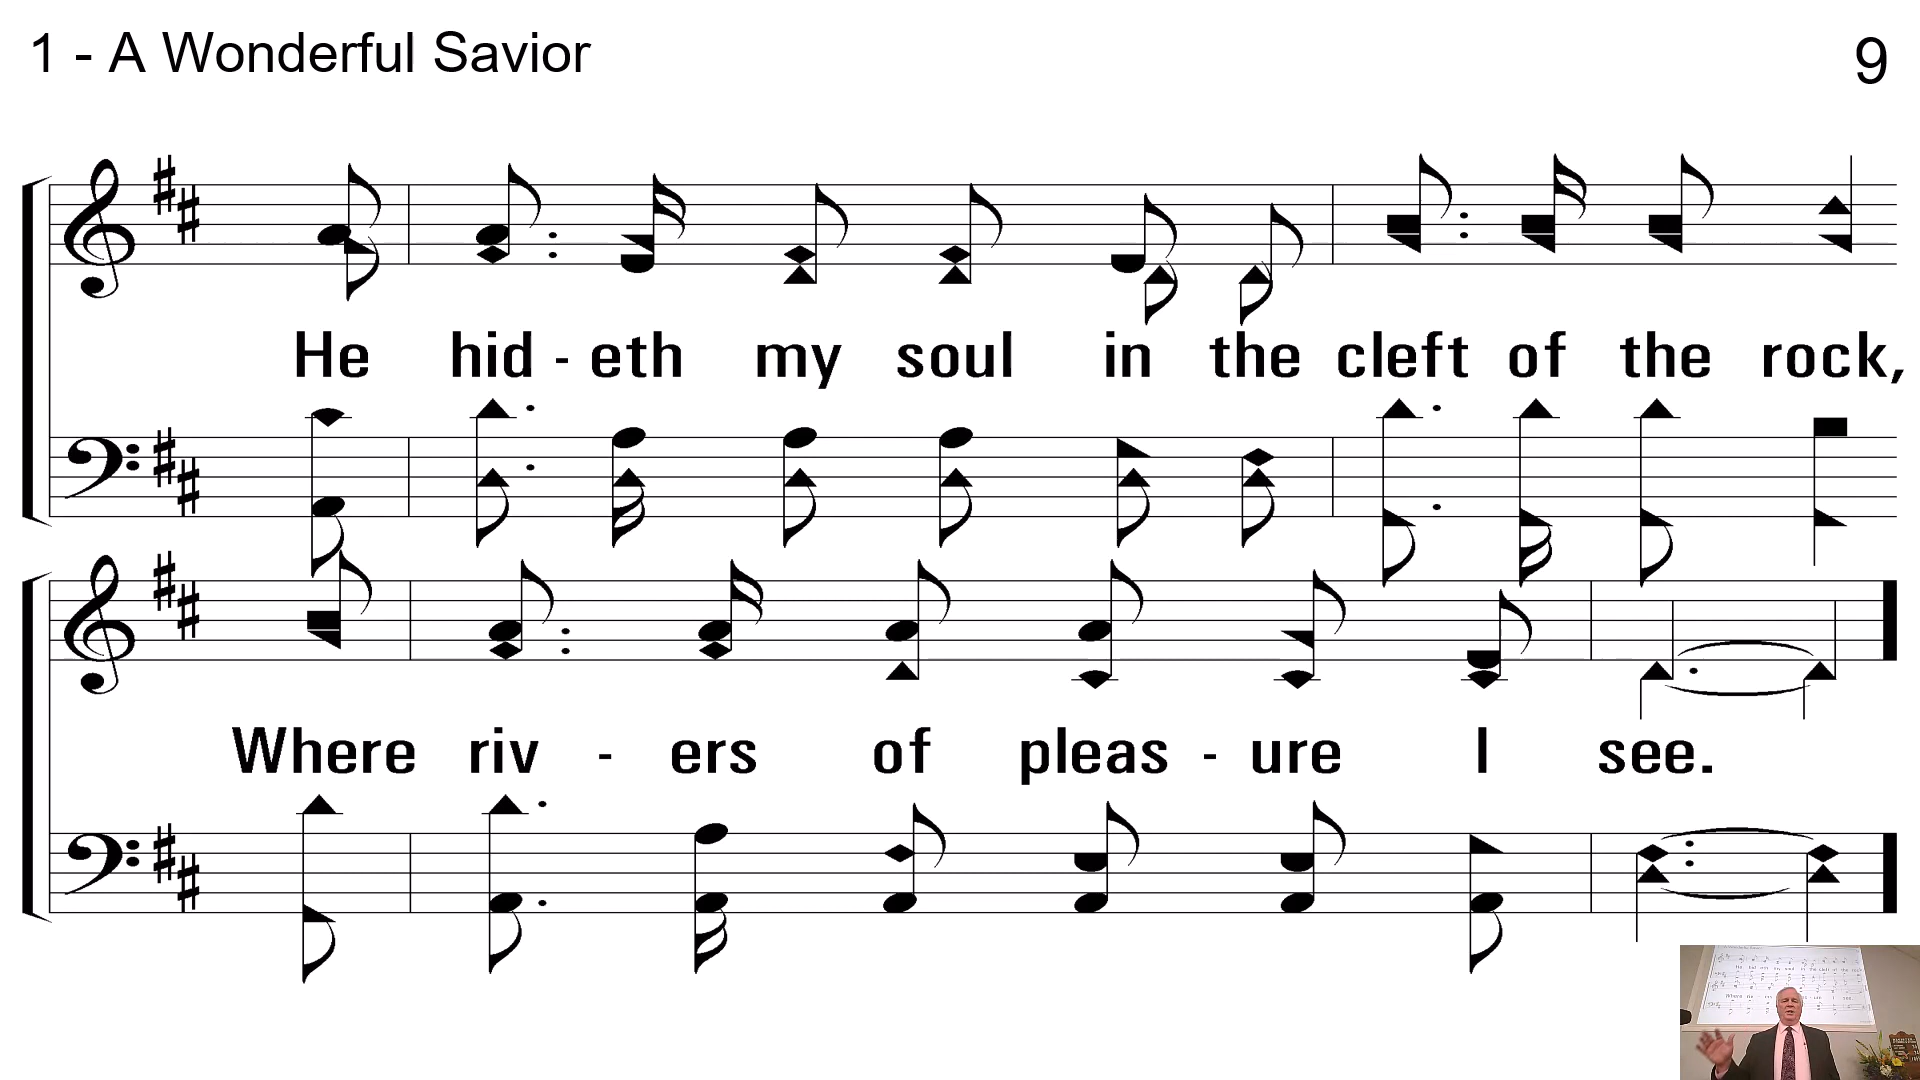 1 - A Wonderful Savior
9
He hid - eth my soul in the cleft of the rock,
Where riv - ers of pleas - ure I see.